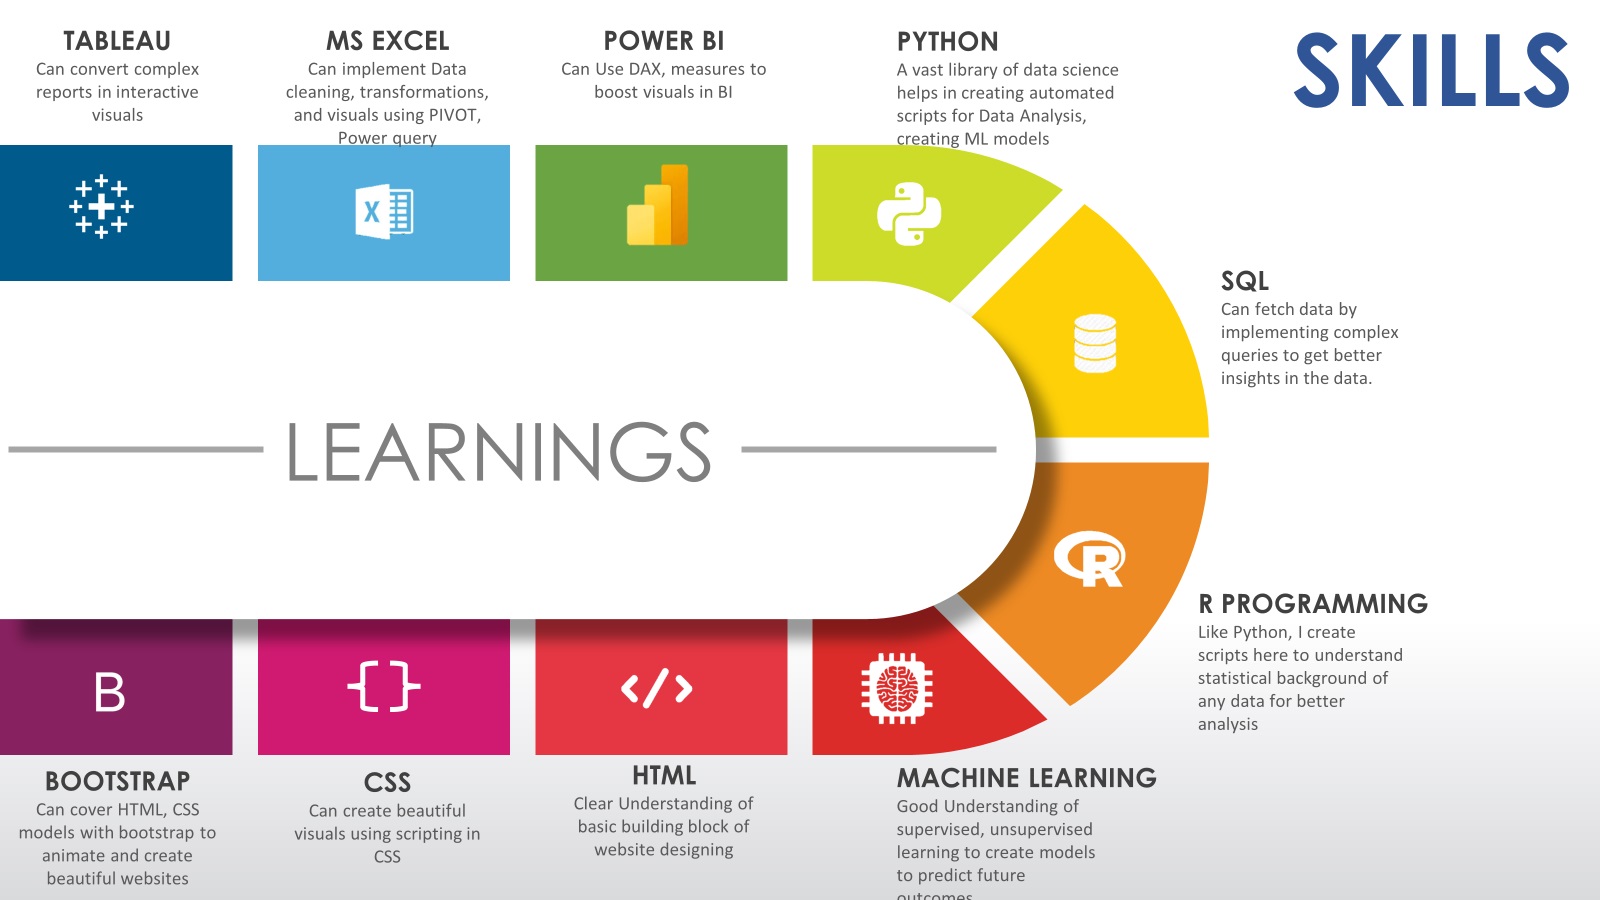 SKILLS
TABLEAU
Can convert complex
reports in interactive
visuals
MS EXCEL
Can implement Data
cleaning, transformations,
and visuals using PIVOT,
Power query
POWER BI
Can Use DAX, measures to
boost visuals in BI
PYTHON
A vast library of data science
helps in creating automated
scripts for Data Analysis,
creating ML models
X
SQL
Can fetch data by
implementing complex
queries to get better
insights in the data.
LEARNINGS
R
R PROGRAMMING
Like Python, I create
scripts here to understand
statistical background of
any data for better
analysis
B
{ }
</>
BOOTSTRAP
Can cover HTML, CSS
models with bootstrap to
animate and create
beautiful websites
CSS
Can create beautiful
visuals using scripting in
CSS
HTML
Clear Understanding of
basic building block of
website designing
MACHINE LEARNING
Good Understanding of
supervised, unsupervised
learning to create models
to predict future
outcomes